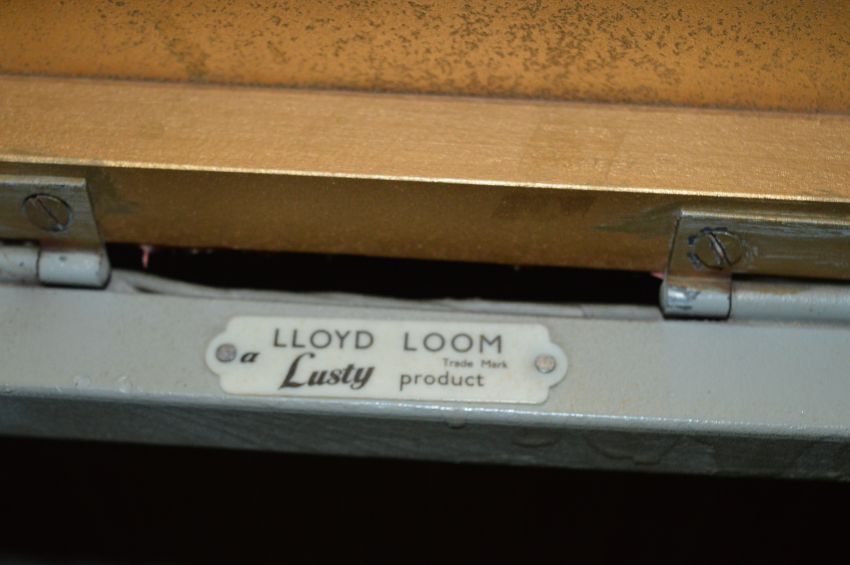 LLOYD LOOM
Trade Mark
a Lusty product